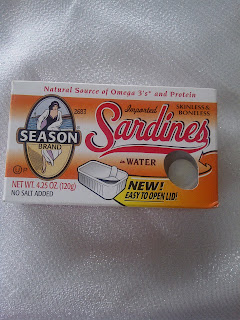 Natural Source of Omega 3's* and Protein
Imported
SKINLESS &
BONELESS
SEASON
BRAND
Sardines
in WATER
NEW!
EASY TO OPEN LID!
NET WT. 4.25 OZ. (120g)
NO SALT ADDED